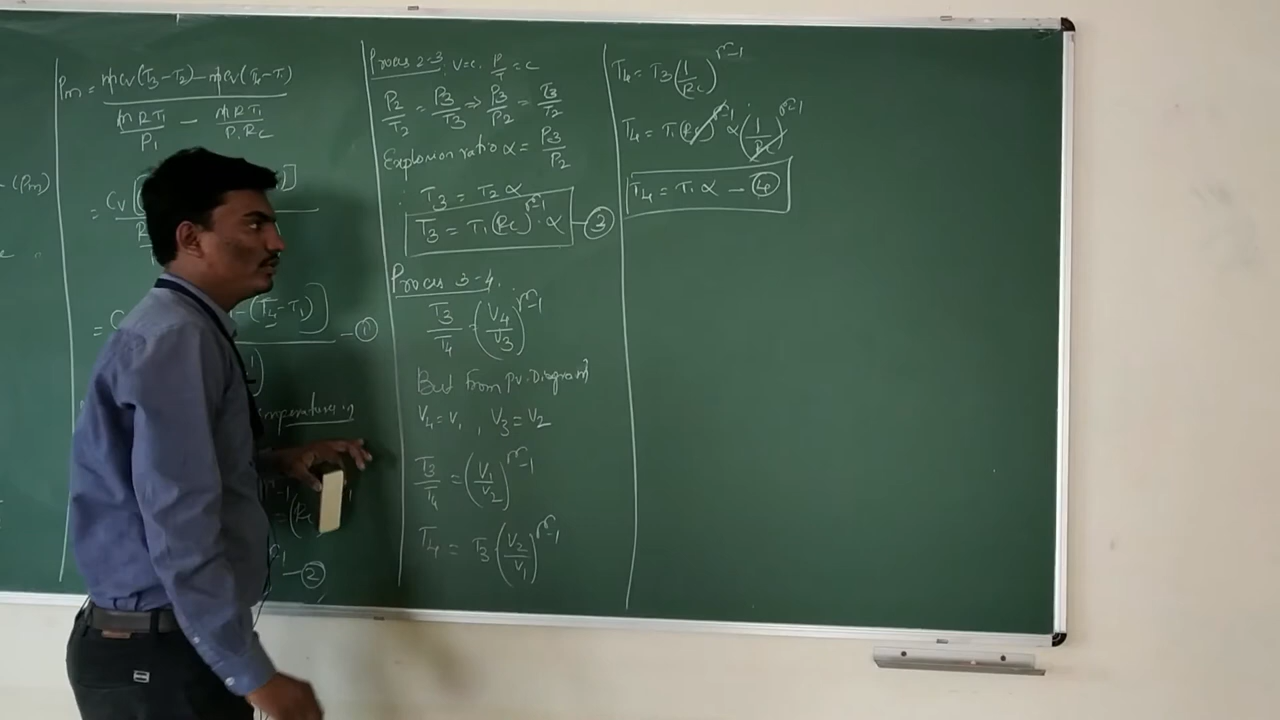 - (Pm)
Pm = mcv(T3-T2) - mcv(T4-T1
mRT1/P1 - mRT1/P1Rc
= Cv[
]
= C
- (T4 - T1)] - ①
emperatures in
r-1
= (Rc
- ②
Process 2-3, V=C, P/T = C
P2/T2 = P3/T3 ⇒ P3/P2 = T3/T2
Explosion ratio α = P3/P2
∴ T3 = T2 α
T3 = T1 (Rc)^r-1 . α - ③
Process 3-4.
T3/T4 = (V4/V3)^r-1
But from pv. Diagram
V4 = V1 , V3 = V2
T3/T4 = (V1/V2)^r-1
T4 = T3 (V2/V1)^r-1
T4 = T3 (1/Rc)^r-1
T4 = T1 (Rc)^r-1 α (1/Rc)^r-1
T4 = T1 α - ④